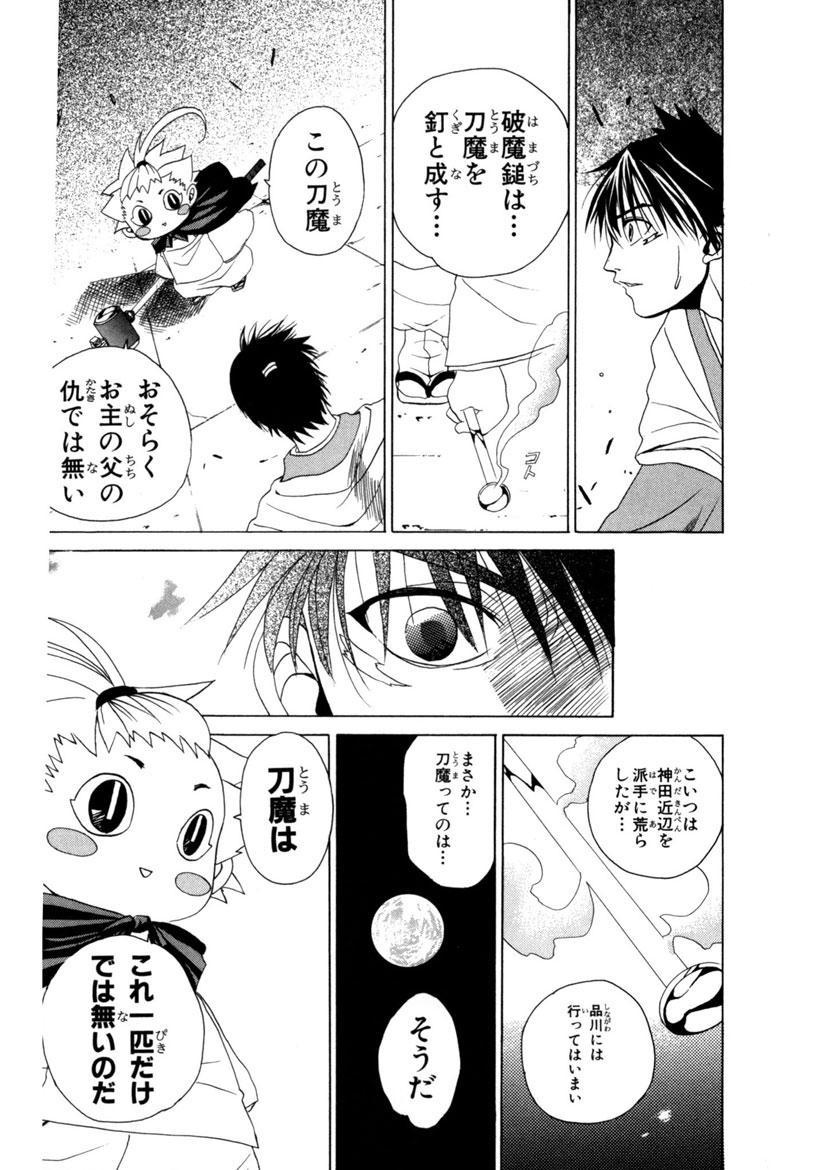 破魔鎚は…
刀魔を
釘と成す…
コト
この刀魔
おそらく
お主の父の
仇では無い
こいつは
神田近辺を
派手に荒ら
したが…
品川には
行ってはいまい
まさか…
刀魔ってのは…
そうだ
刀魔は
これ一匹だけ
では無いのだ